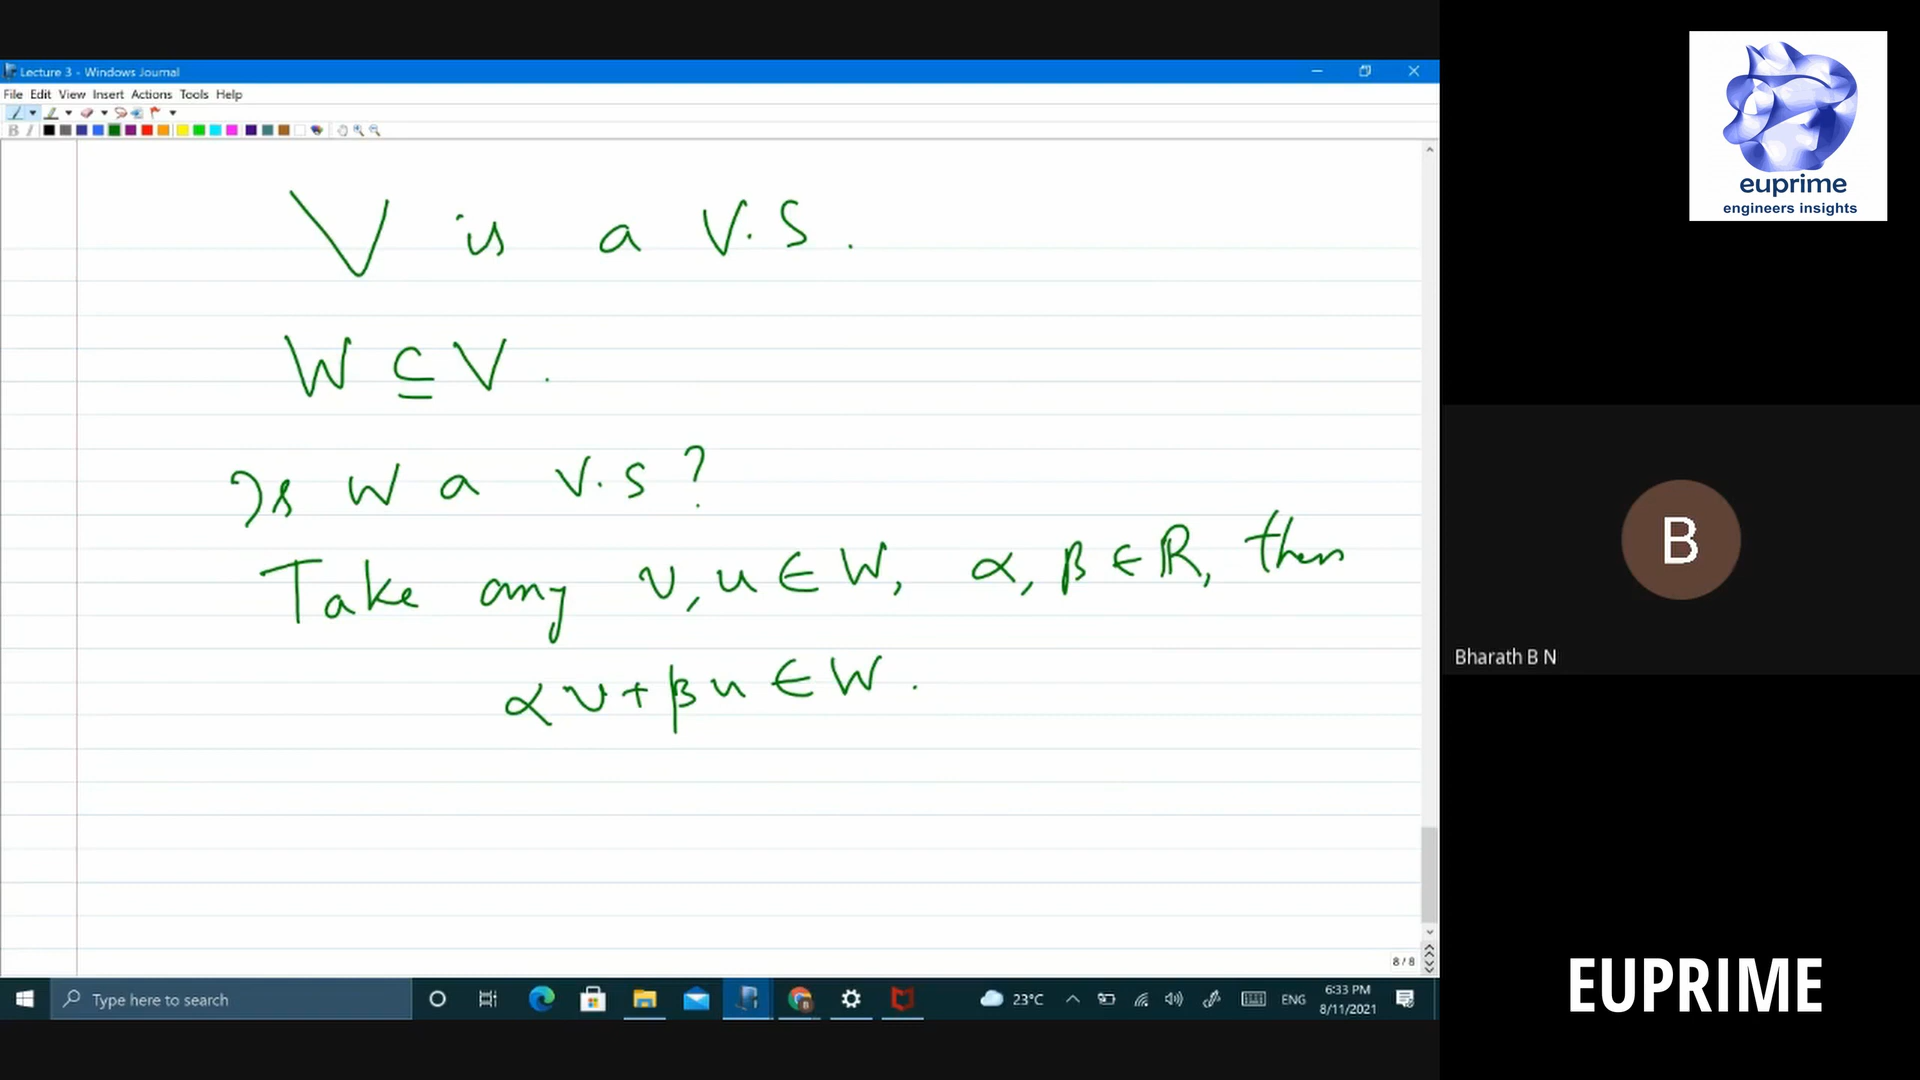 Lecture 3 - Windows Journal
File Edit View Insert Actions Tools Help
B I
V is a V.S.
W ⊆ V.
Is W a V.S?
Take any v, u ∈ W, α, β ∈ ℝ, then
αv + βu ∈ W.
8 / 8
Type here to search
23°C
ENG
6:33 PM
8/11/2021
euprime
engineers insights
B
Bharath B N
EUPRIME